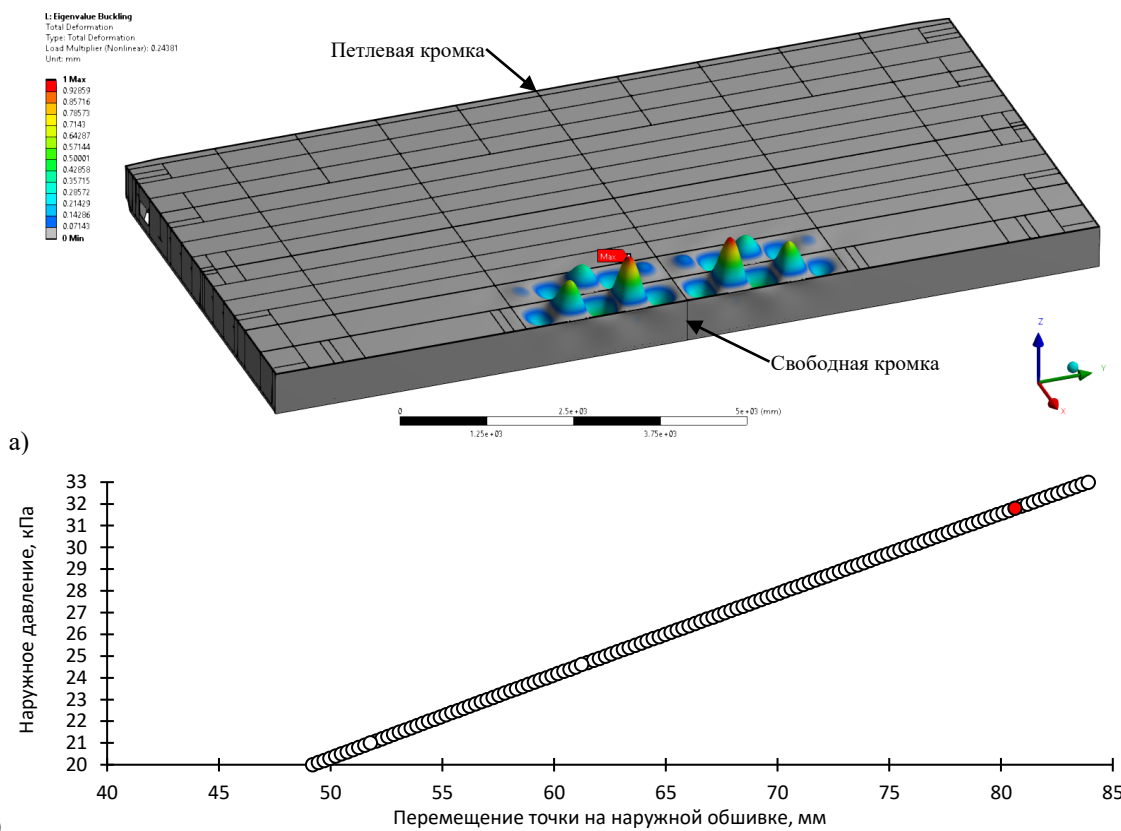 L: Eigenvalue Buckling
Total Deformation
Type: Total Deformation
Load Multiplier (Nonlinear): 0.24381
Unit: mm
1 Max
0.92859
0.85716
0.78573
0.7143
0.64287
0.57144
0.50001
0.42858
0.35715
0.28572
0.21429
0.14286
0.07143
0 Min
Петлевая кромка
Max
Свободная кромка
Z
Y
X
0 2.5e+03 5e+03 (mm)
1.25e+03 3.75e+03
а)
Наружное давление, кПа
33
32
31
30
29
28
27
26
25
24
23
22
21
20
40 45 50 55 60 65 70 75 80 85
Перемещение точки на наружной обшивке, мм